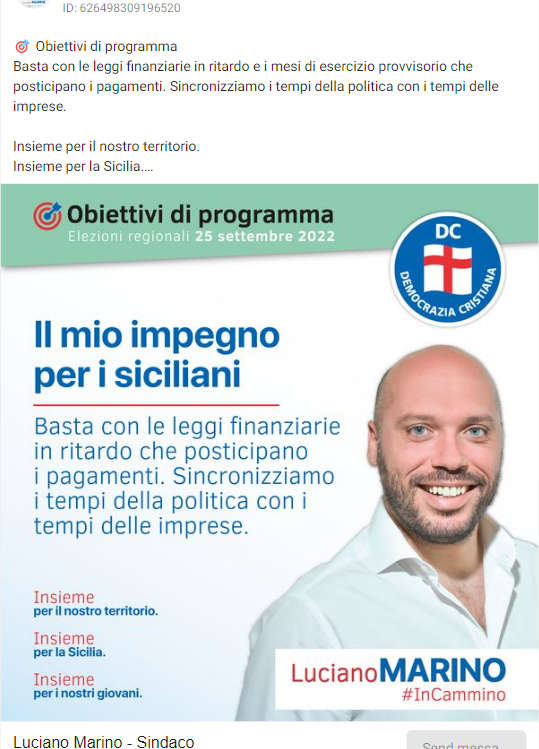 ID: 626498309196520
🎯 Obiettivi di programma
Basta con le leggi finanziarie in ritardo e i mesi di esercizio provvisorio che
posticipano i pagamenti. Sincronizziamo i tempi della politica con i tempi delle
imprese.
Insieme per il nostro territorio.
Insieme per la Sicilia....
Obiettivi di programma
Elezioni regionali 25 settembre 2022
DC
DEMOCRAZIA CRISTIANA
Il mio impegno
per i siciliani
Basta con le leggi finanziarie
in ritardo che posticipano
i pagamenti. Sincronizziamo
i tempi della politica con i
tempi delle imprese.
Insieme
per il nostro territorio.
Insieme
per la Sicilia.
Insieme
per i nostri giovani.
LucianoMARINO
#InCammino
Luciano Marino - Sindaco
Send messa